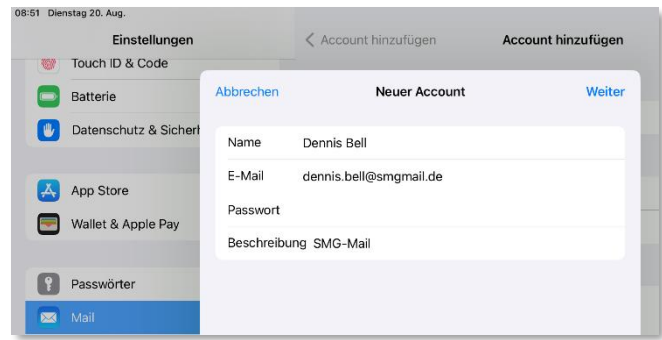 08:51 Dienstag 20. Aug.
Einstellungen
Account hinzufügen
Account hinzufügen
Touch ID & Code
Batterie
Datenschutz & Sicherh
App Store
Wallet & Apple Pay
Passwörter
Mail
Abbrechen
Neuer Account
Weiter
Name Dennis Bell
E-Mail dennis.bell@smgmail.de
Passwort
Beschreibung SMG-Mail